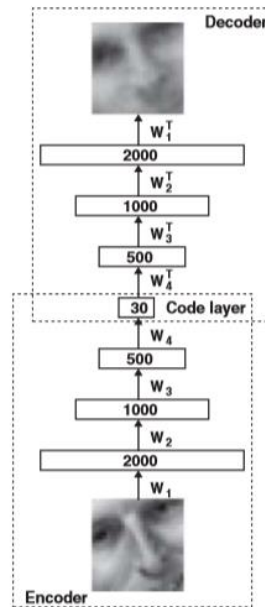 Decoder
W₁ᵀ
2000
W₂ᵀ
1000
W₃ᵀ
500
W₄ᵀ
30 Code layer
W₄
500
W₃
1000
W₂
2000
W₁
Encoder